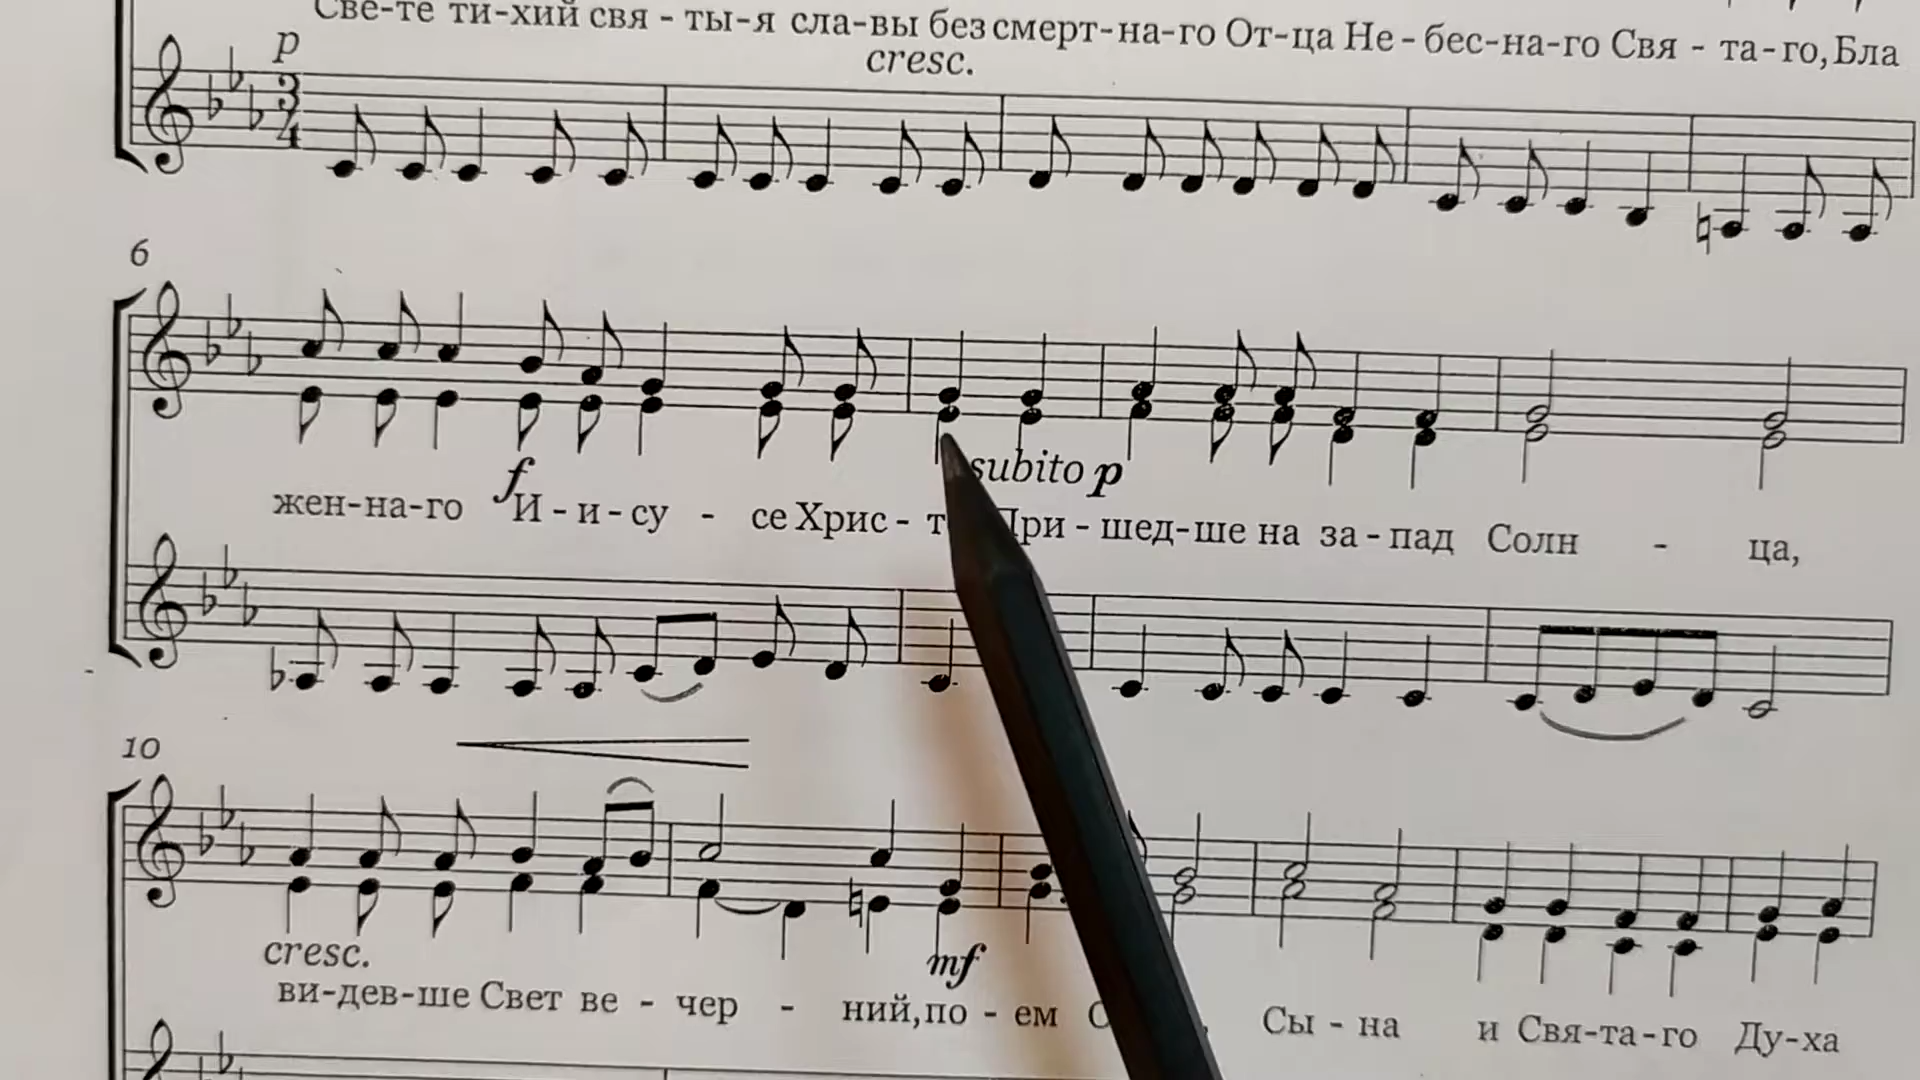 Све-те ти-хий свя - ты-я сла-вы без смерт-на-го От-ца Не-бес-на-го Свя - та-го, Бла
p cresc.
3
4
6
f subito p
жен-на-го И-и-су - се Хрис- При - шед-ше на за-пад Солн - ца,
10
cresc. mf
ви-дев-ше Свет ве - чер - ний, по - ем Сы - на и Свя-та-го Ду-ха